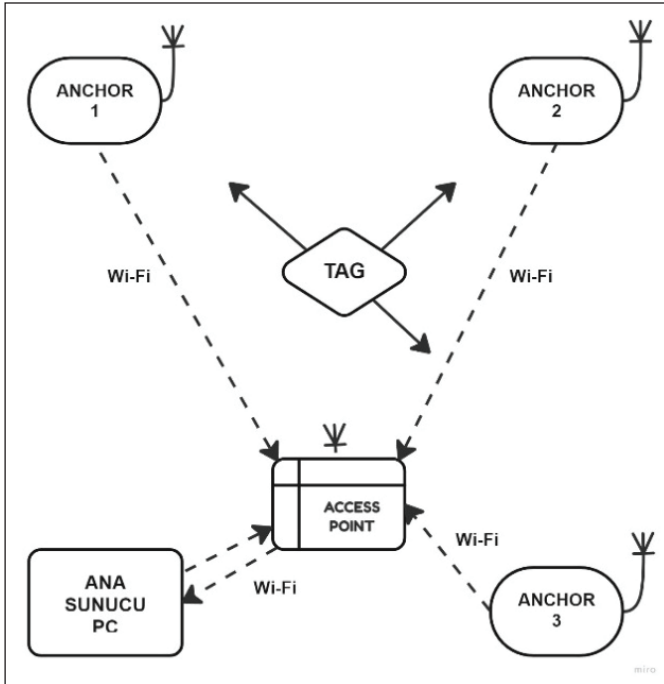 ANCHOR
1
ANCHOR
2
TAG
Wi-Fi
Wi-Fi
ACCESS
POINT
Wi-Fi
ANA
SUNUCU
PC
Wi-Fi
ANCHOR
3
miro